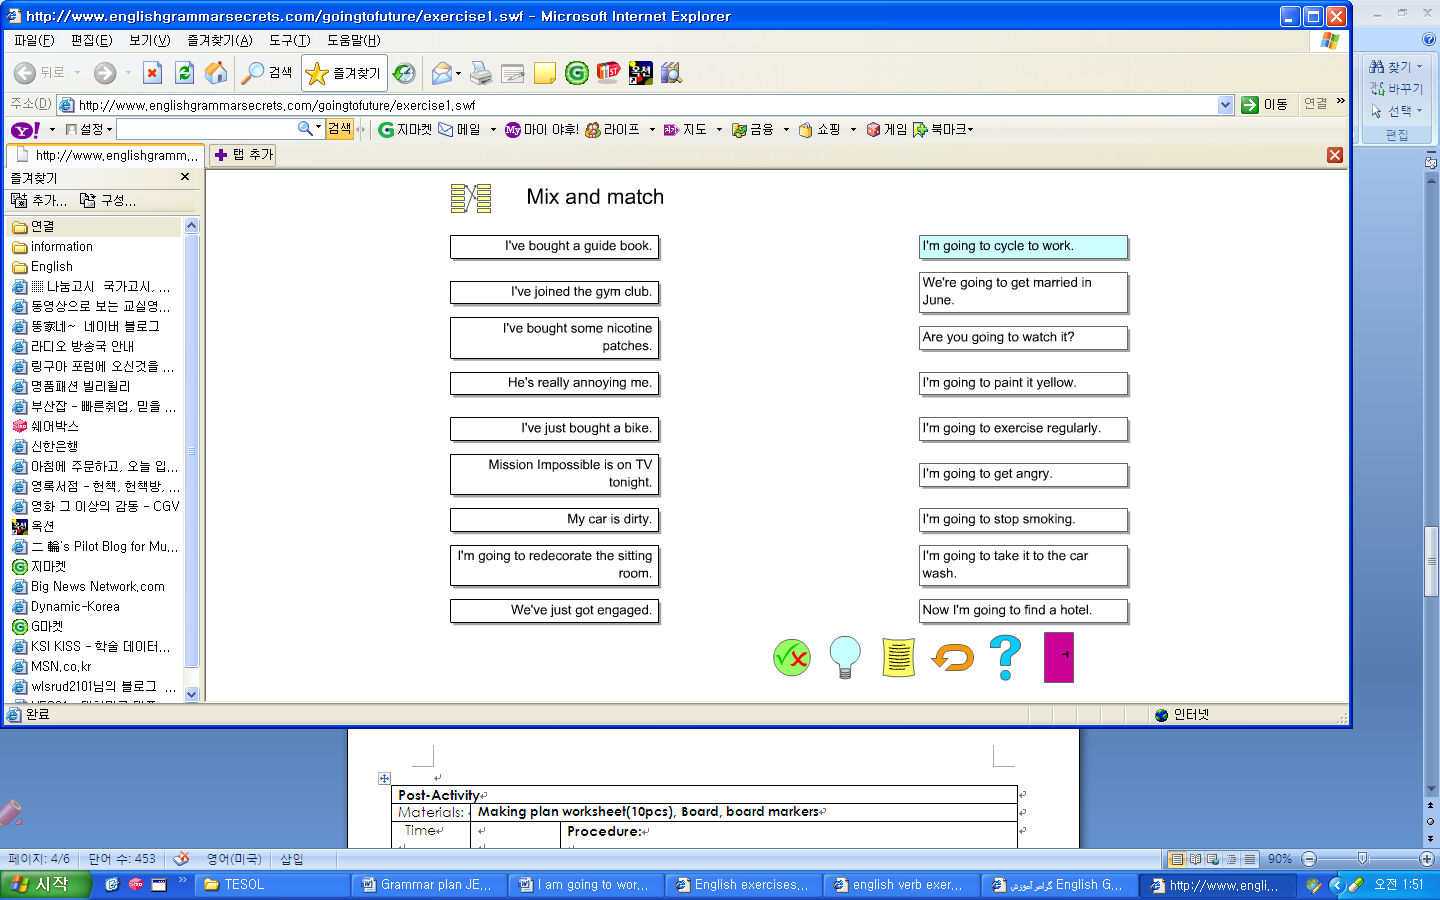 http://www.englishgrammarsecrets.com/goingtofuture/exercise1.swf - Microsoft Internet Explorer
파일(F) 편집(E) 보기(V) 즐겨찾기(A) 도구(T) 도움말(H)
뒤로 검색 즐겨찾기
주소(D) http://www.englishgrammarsecrets.com/goingtofuture/exercise1.swf 이동 연결 »
Y! 설정 검색 G마켓 메일 마이 야후! 라이프 지도 금융 쇼핑 게임 북마크
http://www.englishgramm... 탭 추가
즐겨찾기
추가... 구성...
연결
information
English
나눔고시 국가고시, ...
동영상으로 보는 교실영...
뚱家네~ 네이버 블로그
라디오 방송국 안내
링구아 포럼에 오신것을 ...
명품패션 빌리윌리
부산잡 - 빠른취업, 믿을 ...
쉐어박스
신한은행
아침에 주문하고, 오늘 입...
영록서점 - 헌책, 헌책방, ...
영화 그 이상의 감동 - CGV
옥션
二 輪's Pilot Blog for Mu...
지마켓
Big News Network.com
Dynamic-Korea
G마켓
KSI KISS - 학술 데이터...
MSN.co.kr
wlsrud2101님의 블로그 ...
Mix and match
I've bought a guide book.
I've joined the gym club.
I've bought some nicotine
patches.
He's really annoying me.
I've just bought a bike.
Mission Impossible is on TV
tonight.
My car is dirty.
I'm going to redecorate the sitting
room.
We've just got engaged.
I'm going to cycle to work.
We're going to get married in
June.
Are you going to watch it?
I'm going to paint it yellow.
I'm going to exercise regularly.
I'm going to get angry.
I'm going to stop smoking.
I'm going to take it to the car
wash.
Now I'm going to find a hotel.
완료 인터넷
찾기
바꾸기
선택
편집
Post-Activity
Materials: Making plan worksheet(10pcs), Board, board markers
Time Procedure:
페이지: 4/6 단어 수: 453 영어(미국) 삽입 90%
시작 » TESOL Grammar plan JE... I am going to wor... English exercises... english verb exer... گرامر آموزش English G... http://www.engli... 오전 1:51